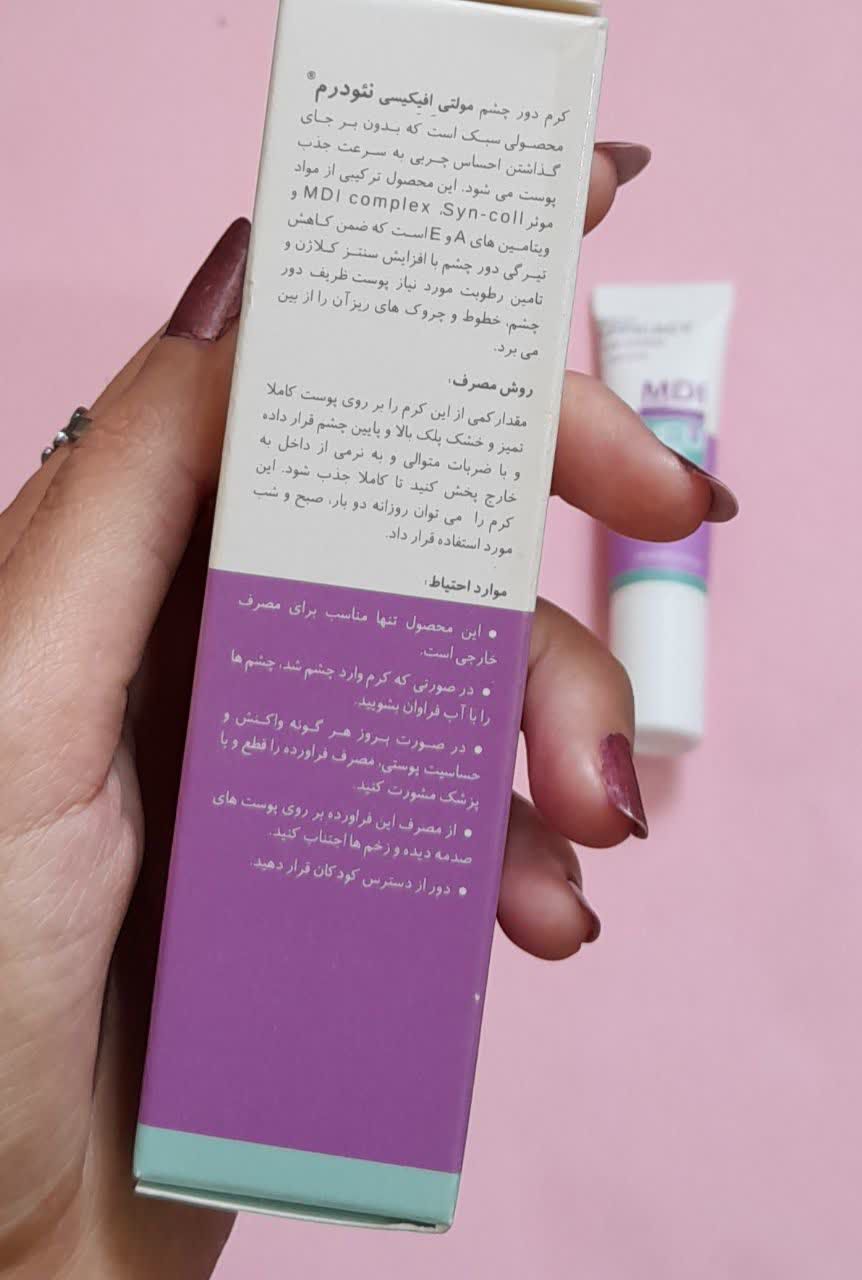 کرم دور چشم مولتی اِفیکیسی نئودرم®
محصولی سبک است که بدون بر جای
گذاشتن احساس چربی به سرعت جذب
پوست می شود. این محصول ترکیبی از مواد
موثر MDI complex ،Syn-coll و
ویتامین های A و E است که ضمن کاهش
تیرگی دور چشم با افزایش سنتز کلاژن و
تامین رطوبت مورد نیاز پوست ظریف دور
چشم، خطوط و چروک های ریز آن را از بین
می برد.
روش مصرف:
مقدار کمی از این کرم را بر روی پوست کاملا
تمیز و خشک پلک بالا و پایین چشم قرار داده
و با ضربات متوالی و به نرمی از داخل به
خارج پخش کنید تا کاملا جذب شود. این
کرم را می توان روزانه دو بار، صبح و شب
مورد استفاده قرار داد.
موارد احتیاط:
● این محصول تنها مناسب برای مصرف
خارجی است.
● در صورتی که کرم وارد چشم شد، چشم ها
را با آب فراوان بشویید.
● در صورت بروز هر گونه واکنش و
حساسیت پوستی، مصرف فراورده را قطع و با
پزشک مشورت کنید.
● از مصرف این فراورده بر روی پوست های
صدمه دیده و زخم ها اجتناب کنید.
● دور از دسترس کودکان قرار دهید.
MDI